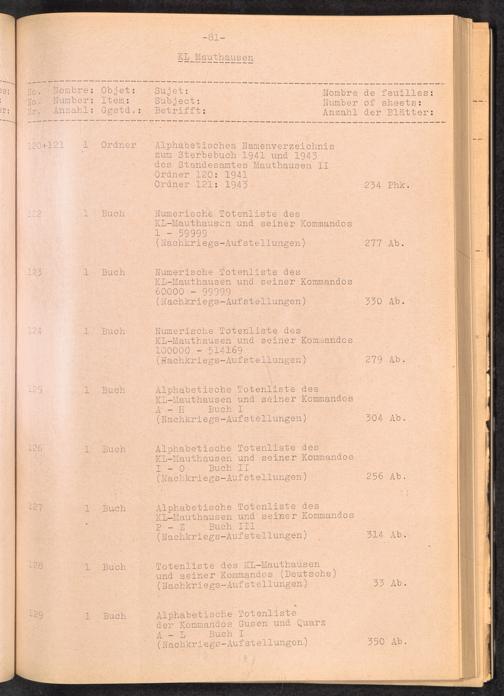 -81-
KL Mauthausen
No. Nombre: Objet: Sujet: Nombre de feuilles:
No. Number: Item: Subject: Number of sheets:
Nr. Anzahl: Ggstd.: Betrifft: Anzahl der Blätter:
120+121 1 Ordner Alphabetisches Namenverzeichnis
zum Sterbebuch 1941 und 1943
des Standesamtes Mauthausen II
Ordner 120: 1941
Ordner 121: 1943 234 Phk.
122 1 Buch Numerische Totenliste des
KL-Mauthausen und seiner Kommandos
1 - 59999
(Nachkriegs-Aufstellungen) 277 Ab.
123 1 Buch Numerische Totenliste des
KL-Mauthausen und seiner Kommandos
60000 - 99999
(Nachkriegs-Aufstellungen) 330 Ab.
124 1 Buch Numerische Totenliste des
KL-Mauthausen und seiner Kommandos
100000 - 514169
(Nachkriegs-Aufstellungen) 279 Ab.
125 1 Buch Alphabetische Totenliste des
KL-Mauthausen und seiner Kommandos
A - H Buch I
(Nachkriegs-Aufstellungen) 304 Ab.
126 1 Buch Alphabetische Totenliste des
KL-Mauthausen und seiner Kommandos
I - O Buch II
(Nachkriegs-Aufstellungen) 256 Ab.
127 1 Buch Alphabetische Totenliste des
KL-Mauthausen und seiner Kommandos
P - Z Buch III
(Nachkriegs-Aufstellungen) 314 Ab.
128 1 Buch Totenliste des KL-Mauthausen
und seiner Kommandos (Deutsche)
(Nachkriegs-Aufstellungen) 33 Ab.
129 1 Buch Alphabetische Totenliste
der Kommandos Gusen und Quarz
A - L Buch I
(Nachkriegs-Aufstellungen) 350 Ab.